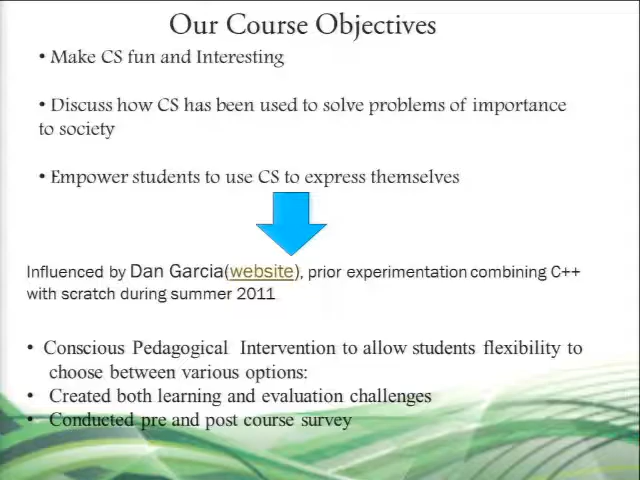 Our Course Objectives
• Make CS fun and Interesting
• Discuss how CS has been used to solve problems of importance
to society
• Empower students to use CS to express themselves
Influenced by Dan Garcia(website), prior experimentation combining C++
with scratch during summer 2011
• Conscious Pedagogical Intervention to allow students flexibility to
choose between various options:
• Created both learning and evaluation challenges
• Conducted pre and post course survey